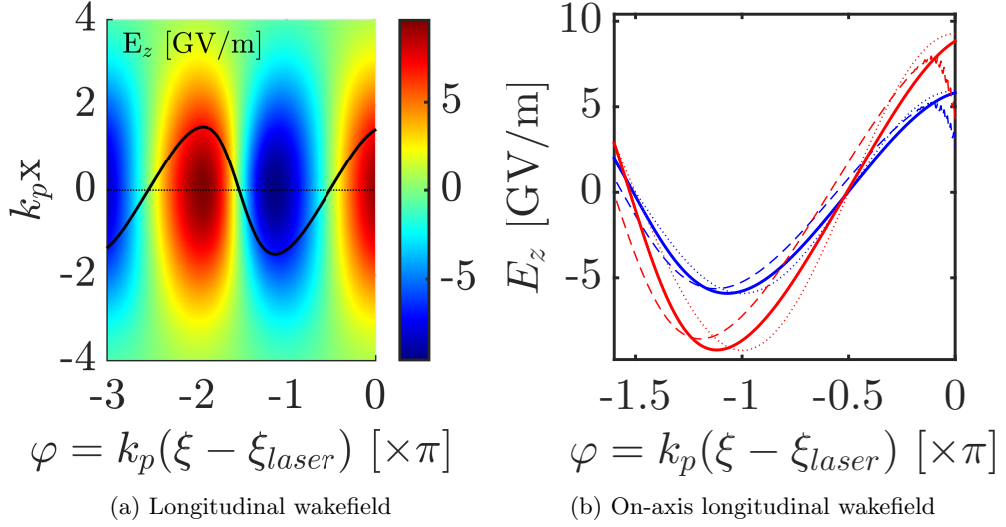 E_z [GV/m]
4
2
0
-2
-4
k_p x
-3
-2
-1
0
5
0
-5
φ = k_p(ξ − ξ_laser) [×π]
(a) Longitudinal wakefield
10
5
0
-5
E_z [GV/m]
-1.5
-1
-0.5
0
φ = k_p(ξ − ξ_laser) [×π]
(b) On-axis longitudinal wakefield